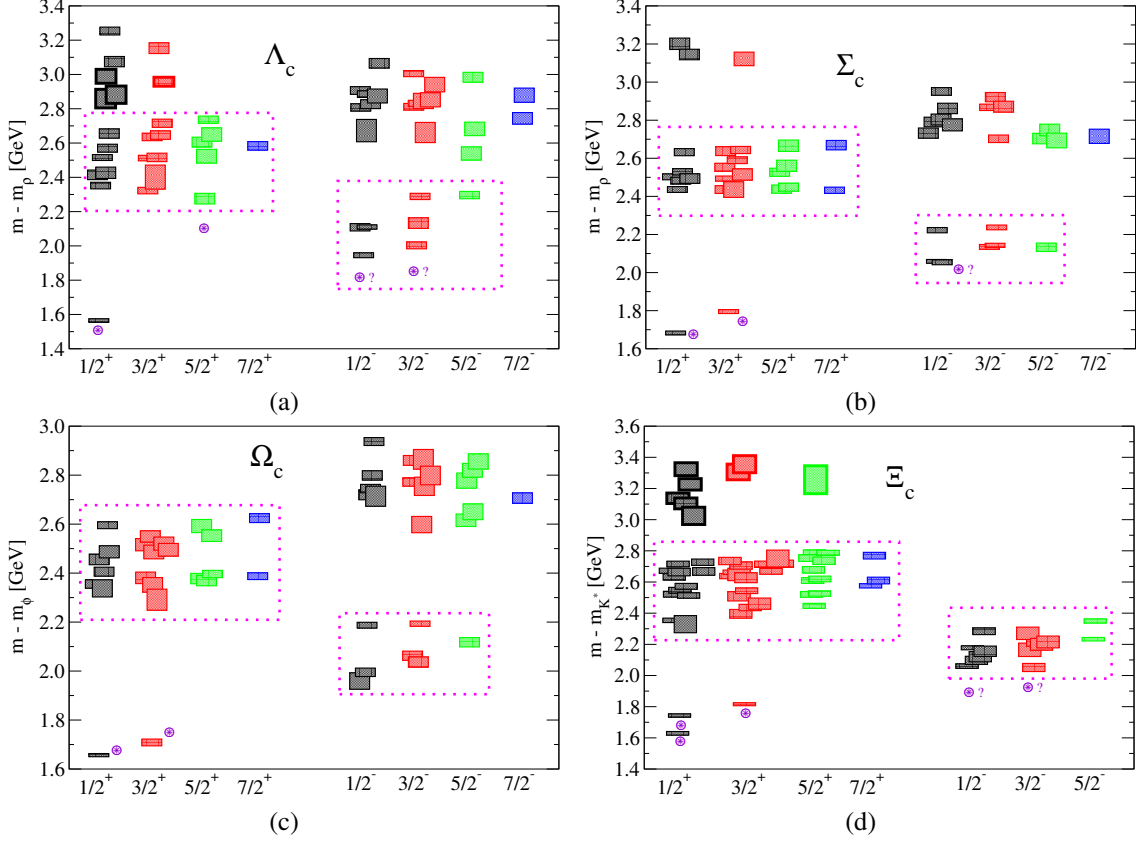 3.4
3.2
3.0
2.8
2.6
2.4
2.2
2.0
1.8
1.6
1.4
m - m_ρ [GeV]
Λ_c
? ?
1/2⁺ 3/2⁺ 5/2⁺ 7/2⁺ 1/2⁻ 3/2⁻ 5/2⁻ 7/2⁻
(a)
3.4
3.2
3.0
2.8
2.6
2.4
2.2
2.0
1.8
1.6
m - m_ρ [GeV]
Σ_c
?
1/2⁺ 3/2⁺ 5/2⁺ 7/2⁺ 1/2⁻ 3/2⁻ 5/2⁻ 7/2⁻
(b)
3.0
2.8
2.6
2.4
2.2
2.0
1.8
1.6
m - m_ϕ [GeV]
Ω_c
1/2⁺ 3/2⁺ 5/2⁺ 7/2⁺ 1/2⁻ 3/2⁻ 5/2⁻ 7/2⁻
(c)
3.6
3.4
3.2
3.0
2.8
2.6
2.4
2.2
2.0
1.8
1.6
1.4
m - m_K* [GeV]
Ξ_c
? ?
1/2⁺ 3/2⁺ 5/2⁺ 7/2⁺ 1/2⁻ 3/2⁻ 5/2⁻
(d)